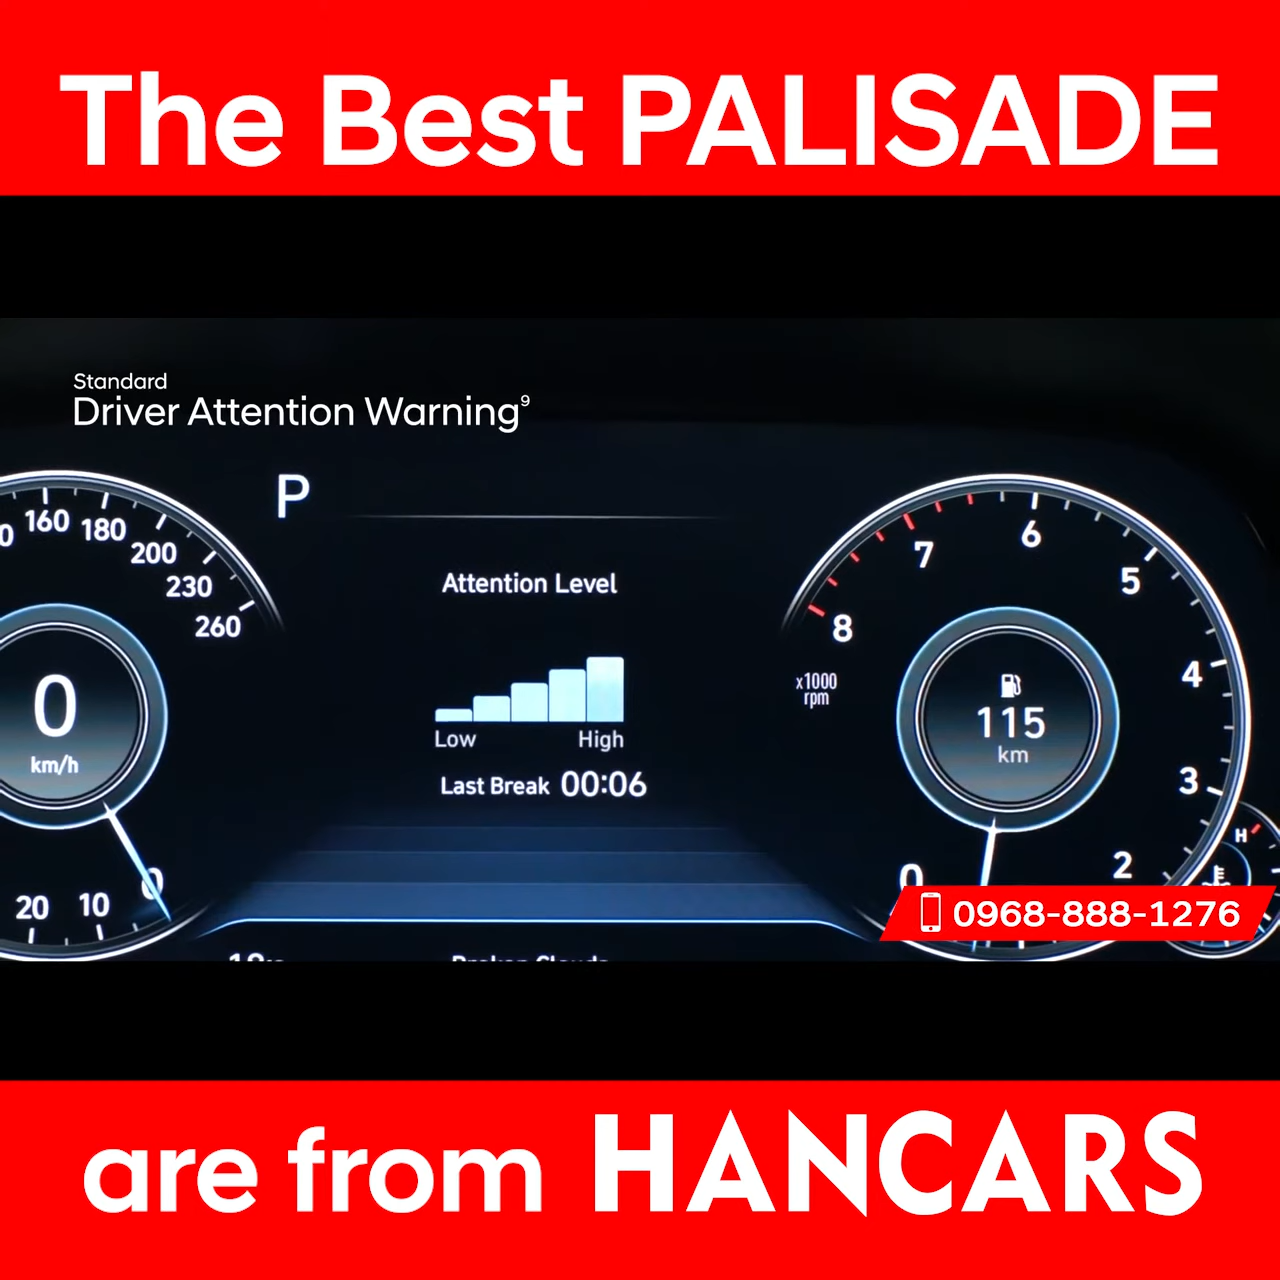 The Best PALISADE
Standard
Driver Attention Warning⁹
P
160
180
200
230
260
0
km/h
20
10
0
Attention Level
Low
High
Last Break 00:06
8
7
6
5
4
3
2
0
x1000
rpm
115
km
H
0968-888-1276
Broken Clouds
are from HANCARS